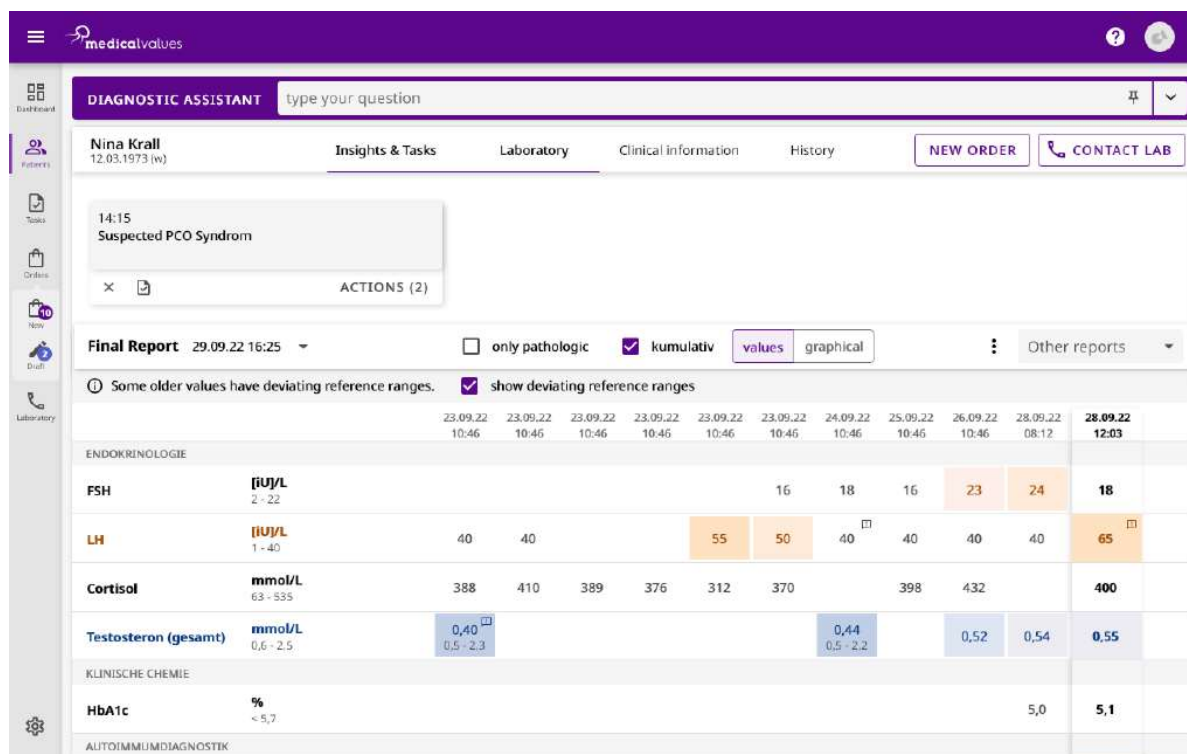 medicalvalues
DIAGNOSTIC ASSISTANT type your question
Dashboard
Patients
Tasks
Orders
10
New
2
Draft
Laboratory
Nina Krall
12.03.1973 (w)
Insights & Tasks Laboratory Clinical information History NEW ORDER CONTACT LAB
14:15
Suspected PCO Syndrom
ACTIONS (2)
Final Report 29.09.22 16:25 only pathologic kumulativ values graphical Other reports
Some older values have deviating reference ranges. show deviating reference ranges
23.09.22 23.09.22 23.09.22 23.09.22 23.09.22 23.09.22 24.09.22 25.09.22 26.09.22 28.09.22 28.09.22
10:46 10:46 10:46 10:46 10:46 10:46 10:46 10:46 10:46 08:12 12:03
ENDOKRINOLOGIE
FSH [iU]/L 16 18 16 23 24 18
2 - 22
LH [iU]/L 40 40 55 50 40 40 40 40 65
1 - 40
Cortisol mmol/L 388 410 389 376 312 370 398 432 400
63 - 535
Testosteron (gesamt) mmol/L 0,40 0,44 0,52 0,54 0,55
0,6 - 2,5 0,5 - 2,3 0,5 - 2,2
KLINISCHE CHEMIE
HbA1c % 5,0 5,1
< 5,7
AUTOIMMUNDIAGNOSTIK